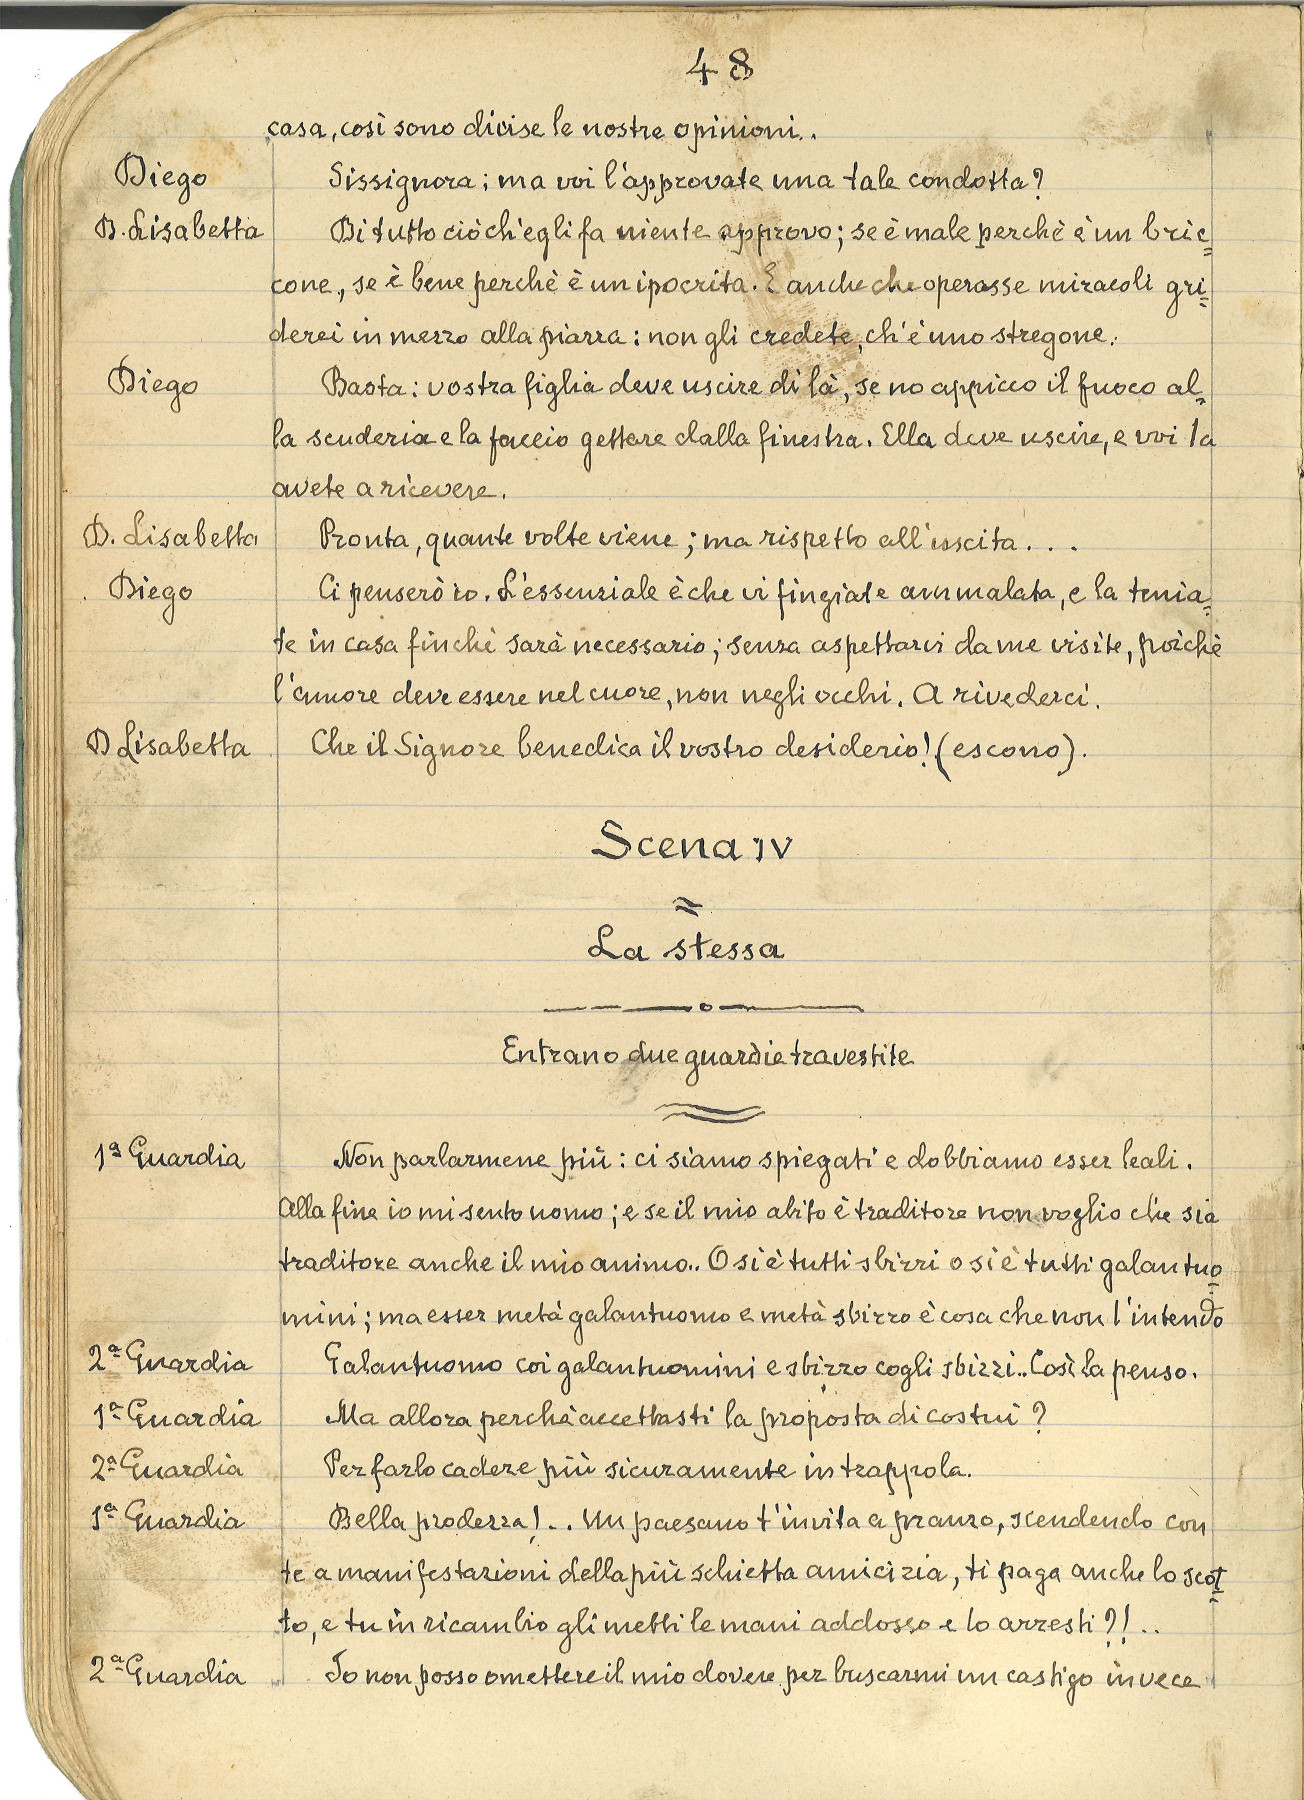 48
casa, così sono divise le nostre opinioni.
Diego Sissignora; ma voi l'approvate una tale condotta?
D. Lisabetta Di tutto ciò ch'egli fa niente approvo; se è male perchè è un bric=
cone, se è bene perchè è un ipocrita. E anche che operasse miracoli gri=
derei in mezzo alla piazza: non gli credete, ch'è uno stregone.
Diego Basta: vostra figlia deve uscire di là, se no appicco il fuoco al=
la scuderia e la faccio gettare dalla finestra. Ella deve uscire, e voi la
avete a ricevere.
D. Lisabetta Pronta, quante volte viene; ma rispetto all'uscita...
Diego Ci penserò io. L'essenziale è che vi fingiate ammalata, e la tenia=
te in casa finchè sarà necessario; senza aspettarvi da me visite, poichè
l'amore deve essere nel cuore, non negli occhi. A rivederci.
D Lisabetta Che il Signore benedica il vostro desiderio! (escono).
Scena IV
La stessa
Entrano due guardie travestite
1ª Guardia Non parlarmene più: ci siamo spiegati e dobbiamo esser leali.
Alla fine io mi sento uomo; e se il mio abito è traditore non voglio che sia
traditore anche il mio animo.. O si è tutti sbirri o si è tutti galantuo=
mini; ma esser metà galantuomo e metà sbirro è cosa che non l'intendo
2ª Guardia Galantuomo coi galantuomini e sbirro cogli sbirri.. Così la penso.
1ª Guardia Ma allora perchè accettasti la proposta di costui?
2ª Guardia Per farlo cadere più sicuramente in trappola.
1ª Guardia Bella prodezza!.. Un paesano t'invita a pranzo, scendendo con
te a manifestazioni della più schietta amicizia, ti paga anche lo scot=
to, e tu in ricambio gli metti le mani addosso e lo arresti?!..
2ª Guardia Io non posso omettere il mio dovere per buscarmi un castigo invece